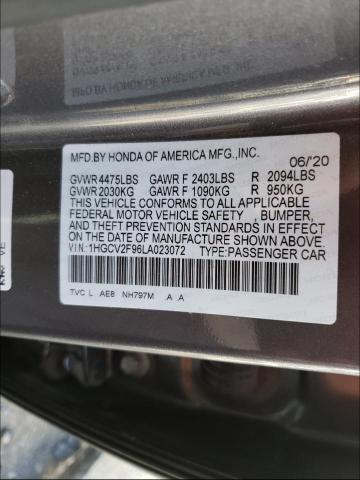 MFD.BY HONDA OF AMERICA MFG.,INC. 06/20
GVWR 4475LBS GAWR F 2403LBS R 2094LBS
GVWR 2030KG GAWR F 1090KG R 950KG
THIS VEHICLE CONFORMS TO ALL APPLICABLE
FEDERAL MOTOR VEHICLE SAFETY , BUMPER,
AND THEFT PREVENTION STANDARDS IN EFFECT ON THE
DATE OF MANUFACTURE SHOWN ABOVE.
V.I.N.:1HGCV2F96LA023072 TYPE:PASSENGER CAR
TVC L AE8 NH797M A A